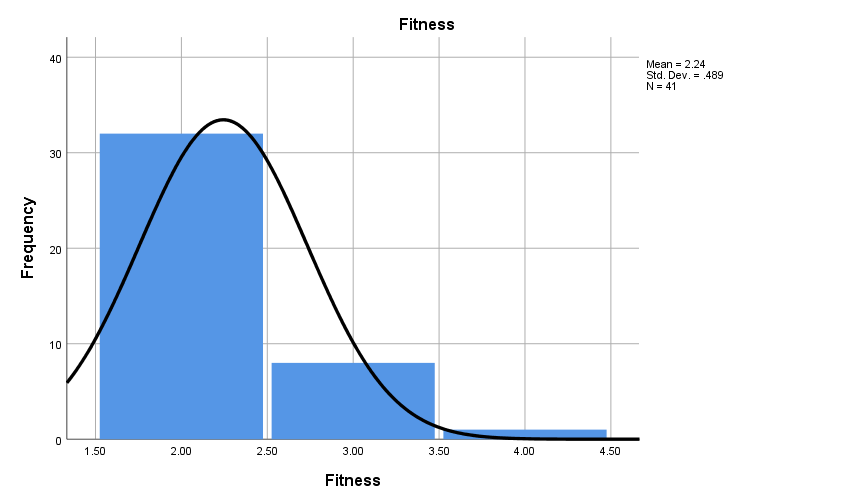 Fitness
Mean = 2.24
Std. Dev. = .489
N = 41
40
30
20
10
0
Frequency
1.50 2.00 2.50 3.00 3.50 4.00 4.50
Fitness